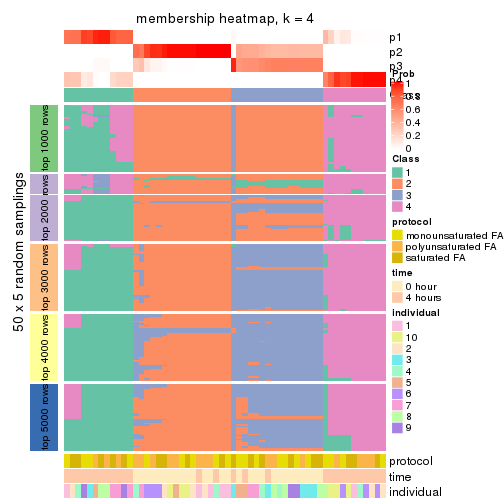 membership heatmap, k = 4
p1
p2
p3
p4
Prob
1
0.8
0.6
0.4
0.2
0
Class
1
2
3
4
protocol
monounsaturated FA
polyunsaturated FA
saturated FA
time
0 hour
4 hours
individual
1
10
2
3
4
5
6
7
8
9
50 x 5 random samplings
top 1000 rows
top 2000 rows
top 3000 rows
top 4000 rows
top 5000 rows
protocol
time
individual